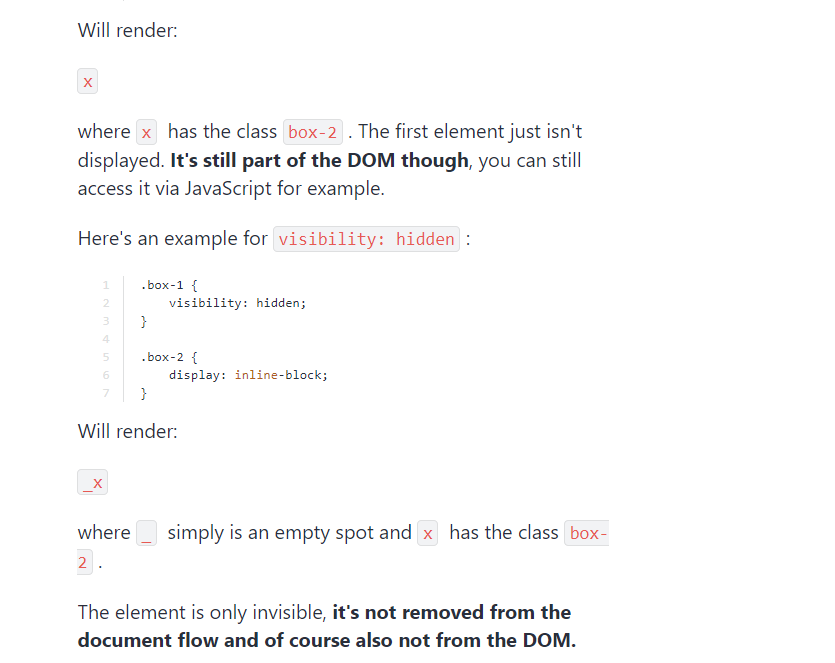 Will render:
x
where x has the class box-2 . The first element just isn't
displayed. It's still part of the DOM though, you can still
access it via JavaScript for example.
Here's an example for visibility: hidden :
1 .box-1 {
2     visibility: hidden;
3 }
4
5 .box-2 {
6     display: inline-block;
7 }
Will render:
_x
where _ simply is an empty spot and x has the class box-
2 .
The element is only invisible, it's not removed from the
document flow and of course also not from the DOM.